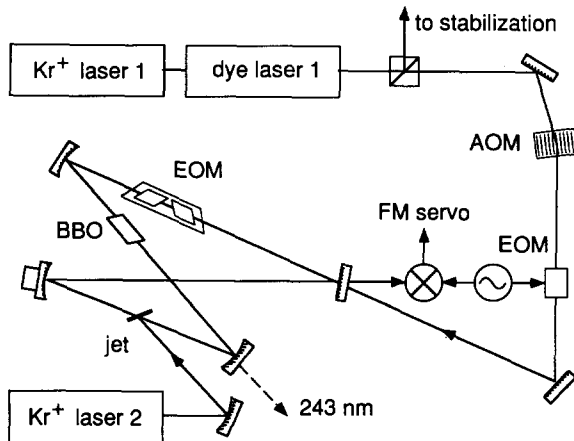 to stabilization
Kr+ laser 1
dye laser 1
AOM
EOM
BBO
FM servo
EOM
jet
Kr+ laser 2
243 nm